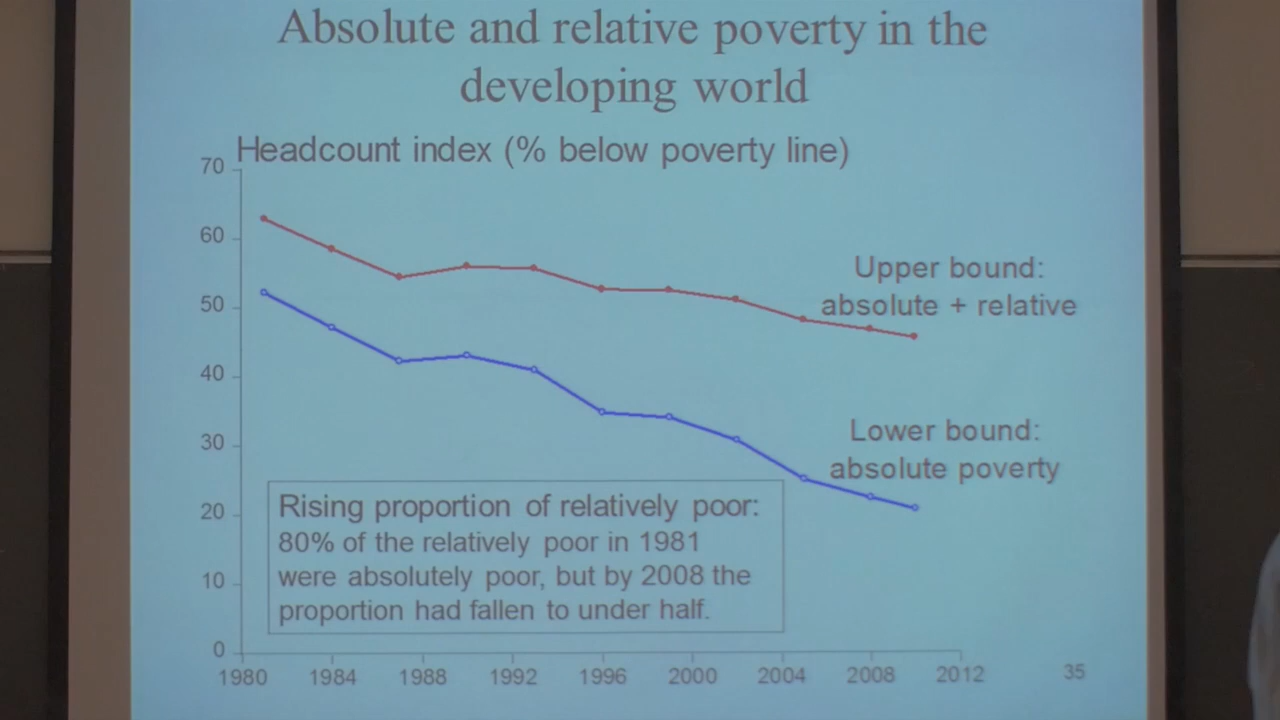 Absolute and relative poverty in the
developing world
Headcount index (% below poverty line)
70
60
50
40
30
20
10
0
Upper bound:
absolute + relative
Lower bound:
absolute poverty
Rising proportion of relatively poor:
80% of the relatively poor in 1981
were absolutely poor, but by 2008 the
proportion had fallen to under half.
1980 1984 1988 1992 1996 2000 2004 2008 2012
35